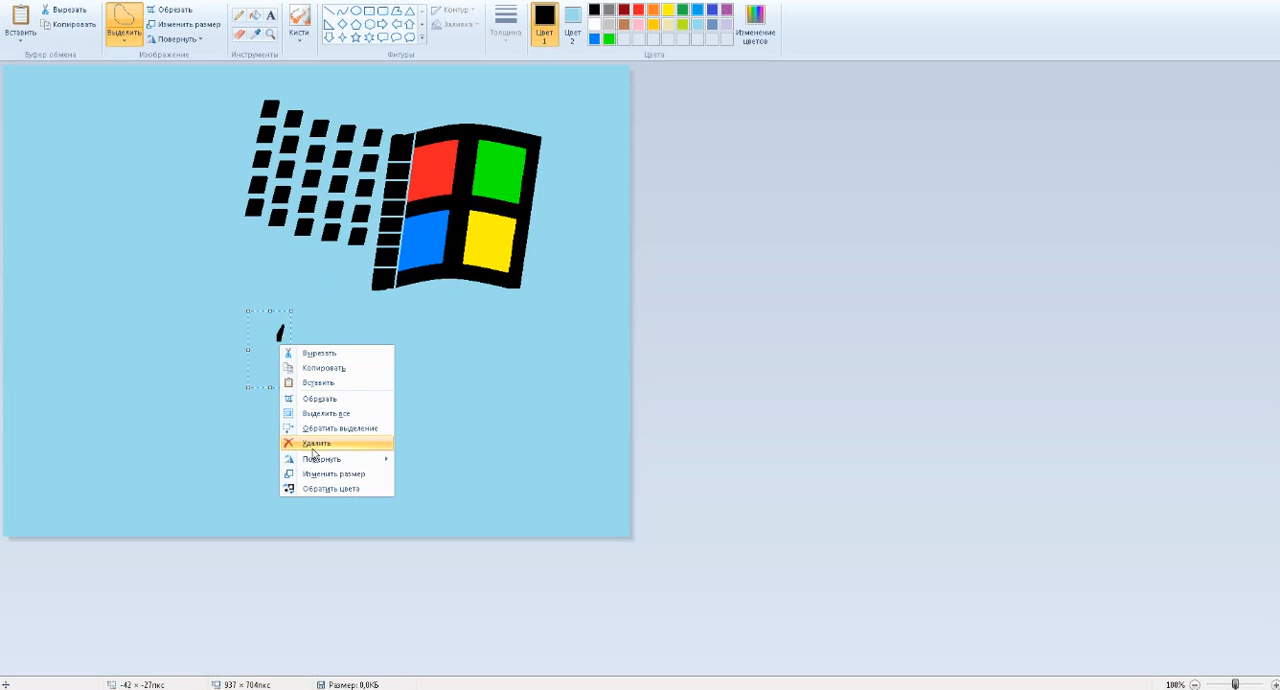 Вставить
Вырезать
Копировать
Буфер обмена
Выделить
Обрезать
Изменить размер
Повернуть
Изображение
A
Инструменты
Кисти
Контур
Заливка
Фигуры
Толщина
Цвет 1
Цвет 2
Изменение цветов
Цвета
Вырезать
Копировать
Вставить
Обрезать
Выделить все
Обратить выделение
Удалить
Повернуть
Изменить размер
Обратить цвета
-42 × -27пкс
937 × 704пкс
Размер: 0,0КБ
100%